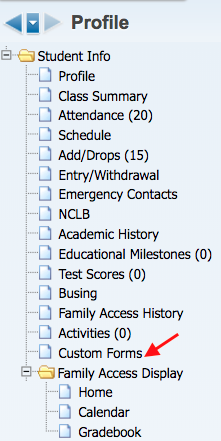 Profile
Student Info
Profile
Class Summary
Attendance (20)
Schedule
Add/Drops (15)
Entry/Withdrawal
Emergency Contacts
NCLB
Academic History
Educational Milestones (0)
Test Scores (0)
Busing
Family Access History
Activities (0)
Custom Forms
Family Access Display
Home
Calendar
Gradebook